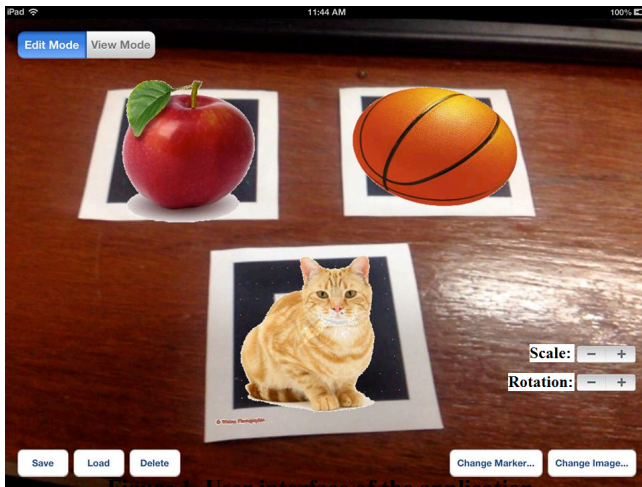 iPad 11:44 AM 100%
Edit Mode View Mode
Scale: − +
Rotation: − +
Save Load Delete Change Marker... Change Image...